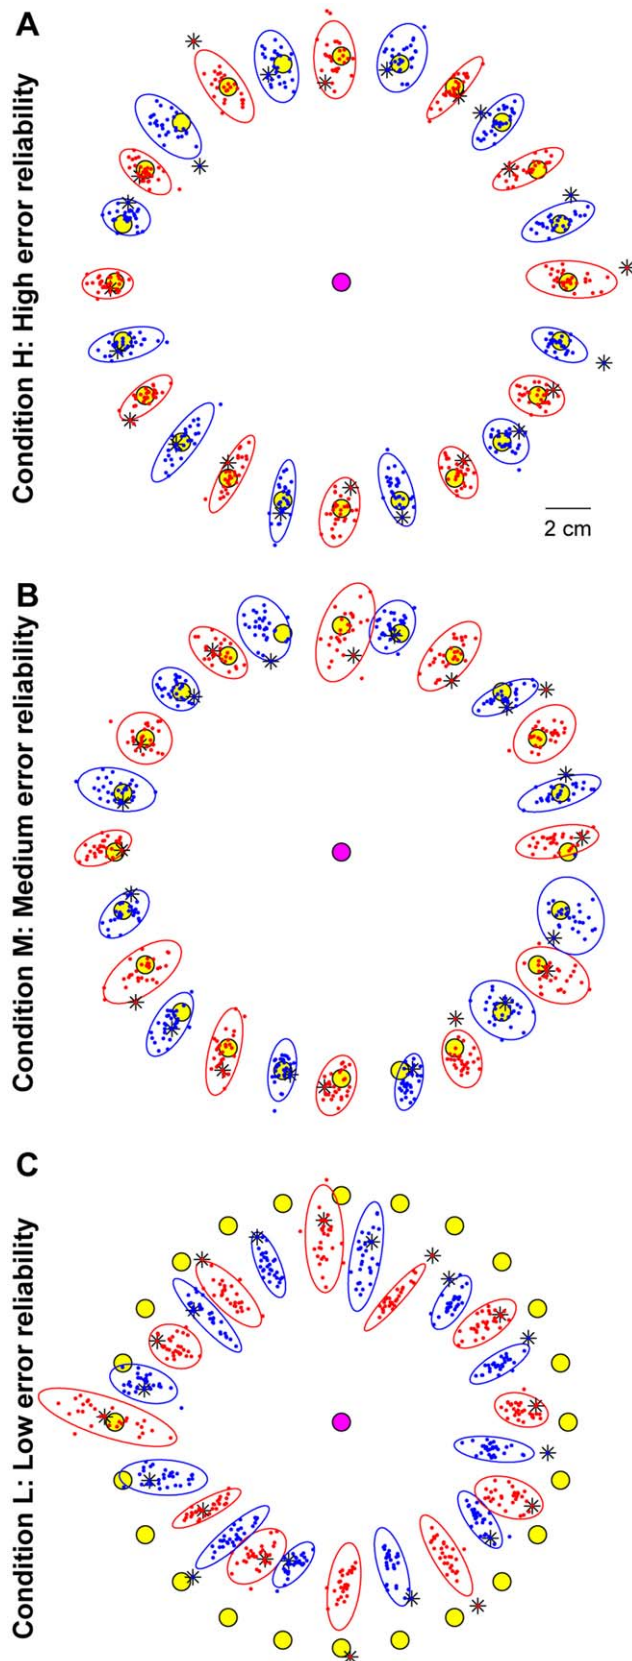 A
Condition H: High error reliability
2 cm
B
Condition M: Medium error reliability
C
Condition L: Low error reliability